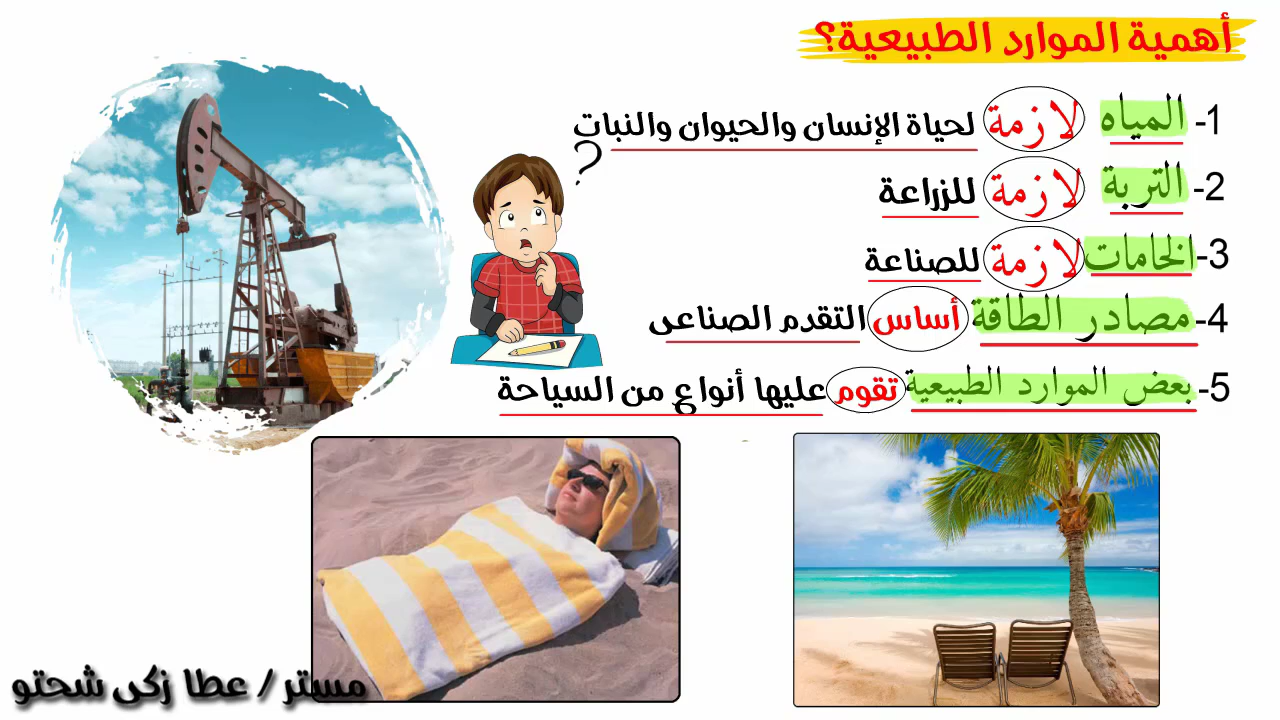 أهمية الموارد الطبيعية؟
1- المياه لازمة لحياة الإنسان والحيوان والنبات
2- التربة لازمة للزراعة
3- الخامات لازمة للصناعة
4- مصادر الطاقة أساس التقدم الصناعى
5- بعض الموارد الطبيعية تقوم عليها أنواع من السياحة
?
مستر / عطا زكى شحتو